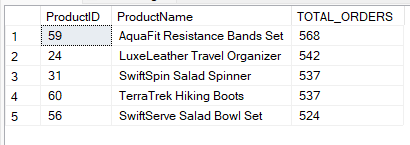 ProductID ProductName TOTAL_ORDERS
1 59 AquaFit Resistance Bands Set 568
2 24 LuxeLeather Travel Organizer 542
3 31 SwiftSpin Salad Spinner 537
4 60 TerraTrek Hiking Boots 537
5 56 SwiftServe Salad Bowl Set 524